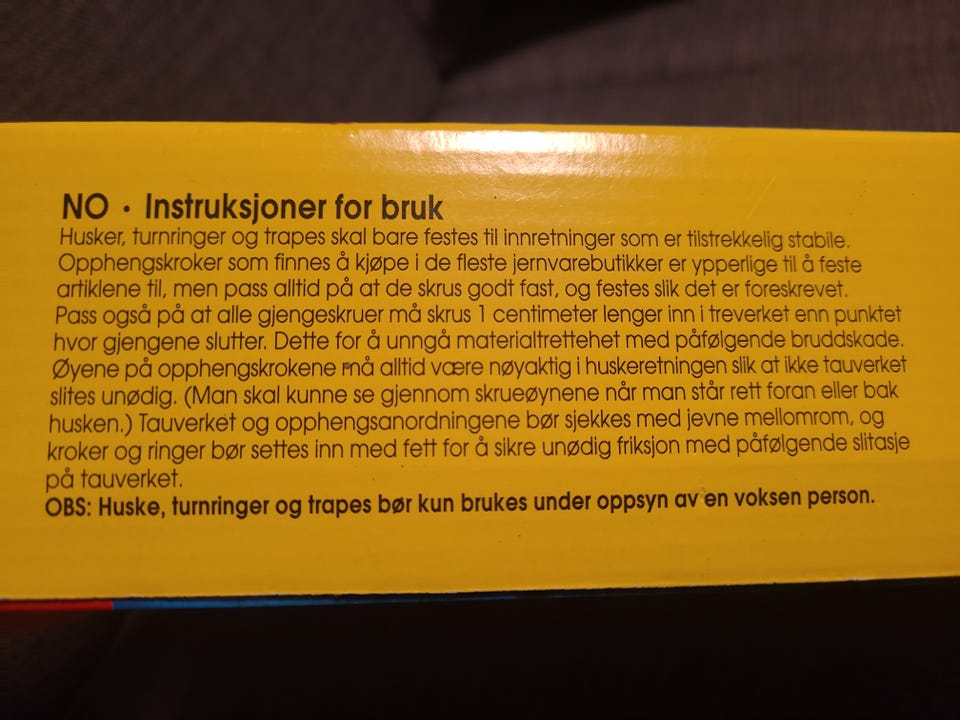 NO • Instruksjoner for bruk
Husker, turnringer og trapes skal bare festes til innretninger som er tilstrekkelig stabile.
Opphengskroker som finnes å kjøpe i de fleste jernvarebutikker er ypperlige til å feste
artiklene til, men pass alltid på at de skrus godt fast, og festes slik det er foreskrevet.
Pass også på at alle gjengeskruer må skrus 1 centimeter lenger inn i treverket enn punktet
hvor gjengene slutter. Dette for å unngå materialtretthet med påfølgende bruddskade.
Øyene på opphengskrokene må alltid være nøyaktig i huskeretningen slik at ikke tauverket
slites unødig. (Man skal kunne se gjennom skrueøynene når man står rett foran eller bak
husken.) Tauverket og opphengsanordningene bør sjekkes med jevne mellomrom, og
kroker og ringer bør settes inn med fett for å sikre unødig friksjon med påfølgende slitasje
på tauverket.
OBS: Huske, turnringer og trapes bør kun brukes under oppsyn av en voksen person.